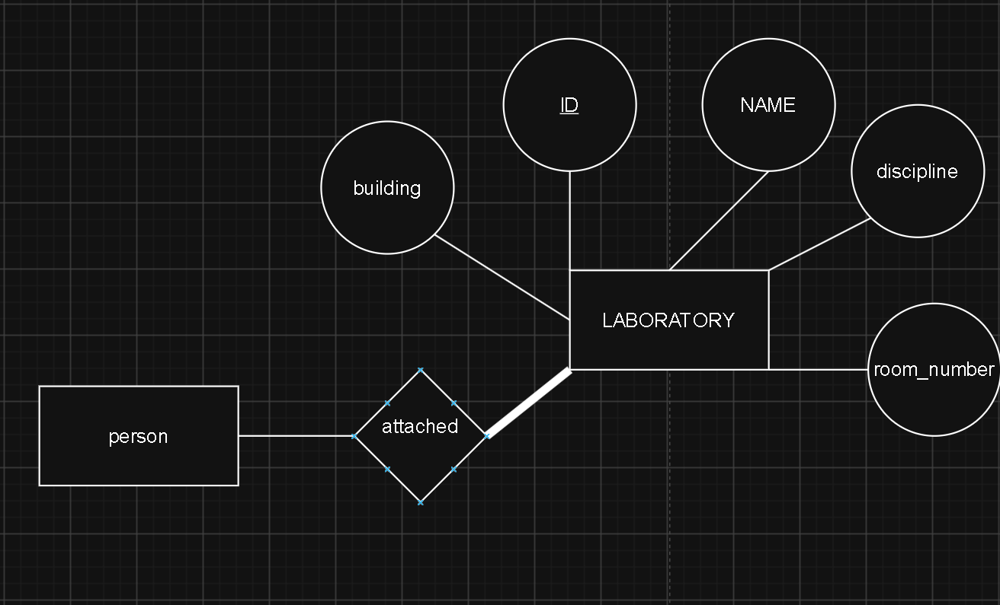 ID
NAME
discipline
building
LABORATORY
room_number
attached
person